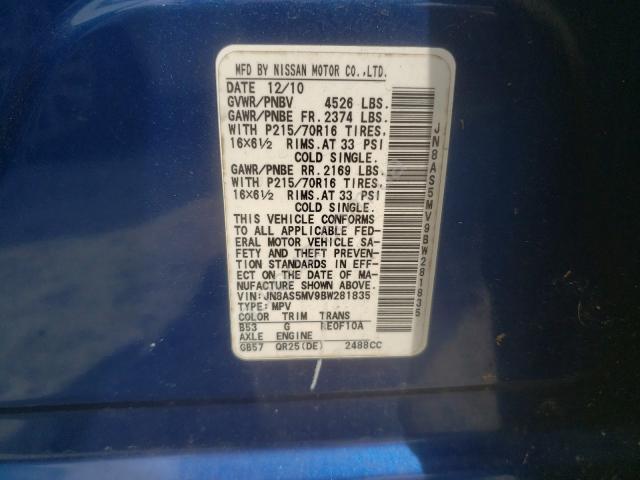 MFD BY NISSAN MOTOR CO.,LTD.
DATE 12/10
GVWR/PNBV 4526 LBS.
GAWR/PNBE FR. 2374 LBS.
WITH P215/70R16 TIRES,
16X6½ RIMS.AT 33 PSI
COLD SINGLE.
GAWR/PNBE RR. 2169 LBS.
WITH P215/70R16 TIRES,
16X6½ RIMS.AT 33 PSI
COLD SINGLE.
THIS VEHICLE CONFORMS
TO ALL APPLICABLE FED-
ERAL MOTOR VEHICLE SA-
FETY AND THEFT PREVEN-
TION STANDARDS IN EFF-
ECT ON THE DATE OF MA-
NUFACTURE SHOWN ABOVE.
VIN:JN8AS5MV9BW281835
TYPE:MPV
COLOR TRIM TRANS
B53 G RE0F10A
AXLE ENGINE
GB57 QR25(DE) 2488CC
JN8AS5MV9BW281835